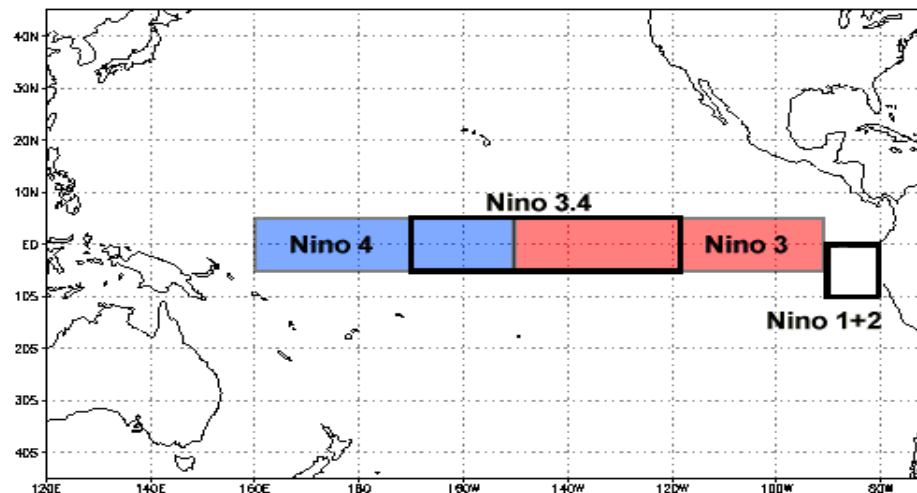 40N
30N
20N
10N
EQ
10S
20S
30S
40S
Nino 3.4
Nino 4
Nino 3
Nino 1+2
120E
140E
160E
180
160W
140W
120W
100W
80W